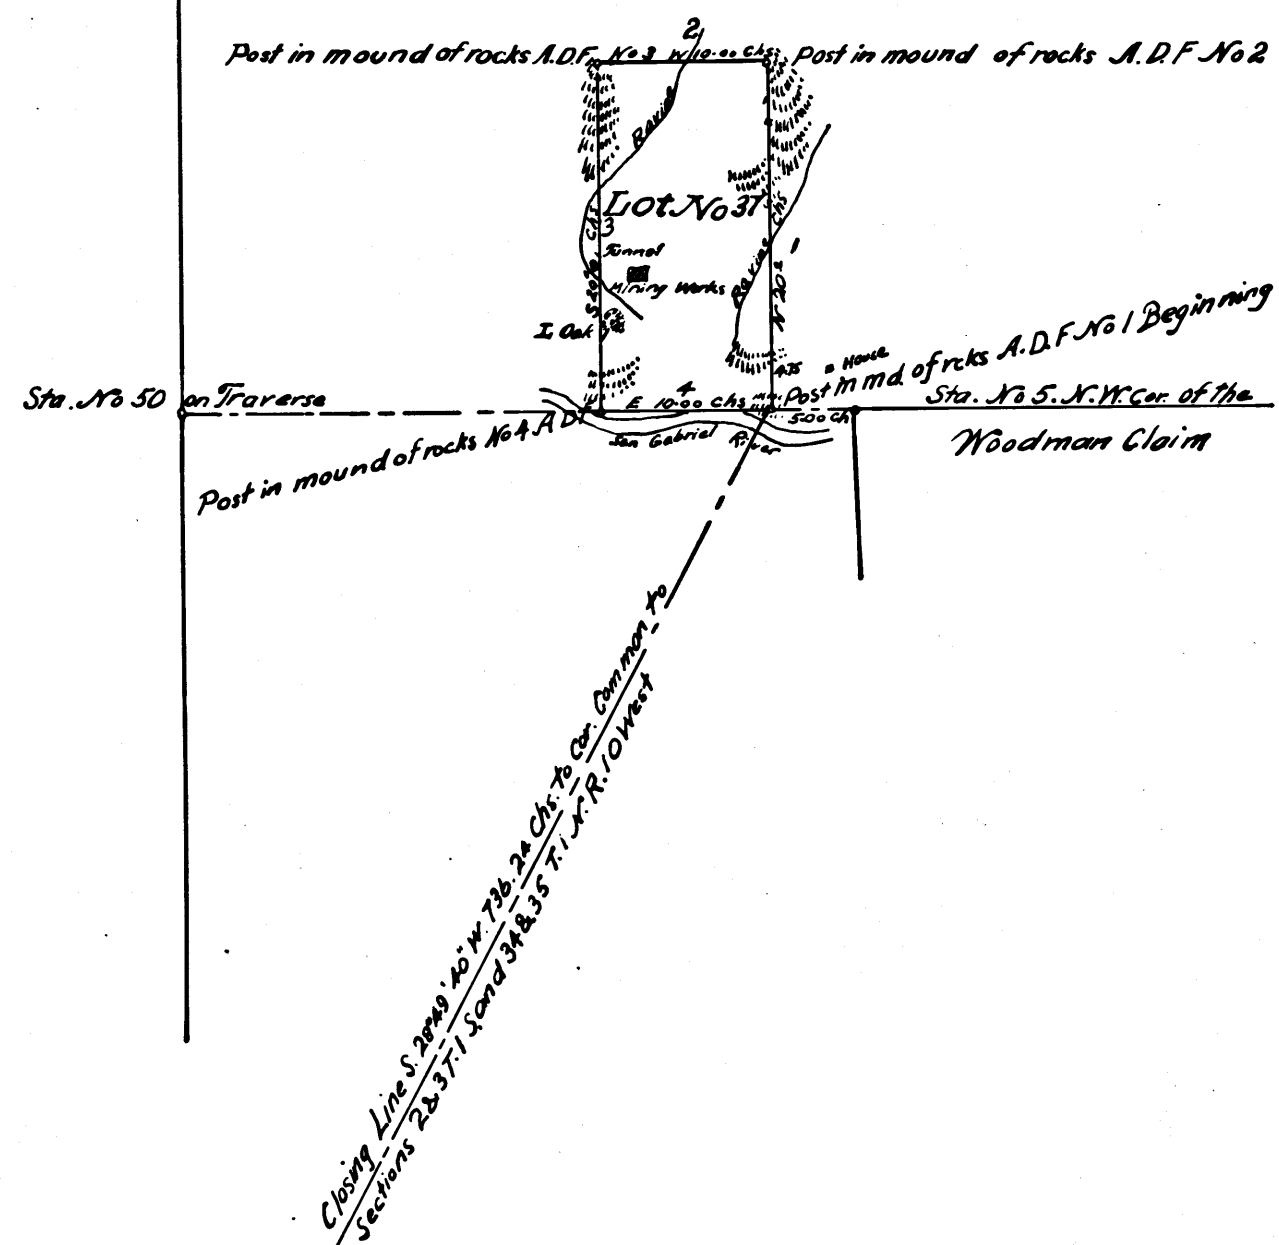 2
Post in mound of rocks A.D.F. No 3 W 10.00 Chs Post in mound of rocks A.D.F No 2
Ravine
Lot No 37
3
Chs
Chs
Tunnel
Mining Works
Ravine
1
L. Oak
House
4.75
Post in md. of rcks A.D.F No 1 Beginning
Sta. No 50 on Traverse
4
E 10.00 Chs
5.00 Ch
Sta. No 5. N.W. Cor. of the
Woodman Claim
San Gabriel River
Post in mound of rocks No 4 A D F
Closing Line S. 28°49' 40" W. 736.24 Chs. to Cor. Common to
Sections 2 & 3 T. 1 S. and 34 & 35 T. 1 N. R. 10 West